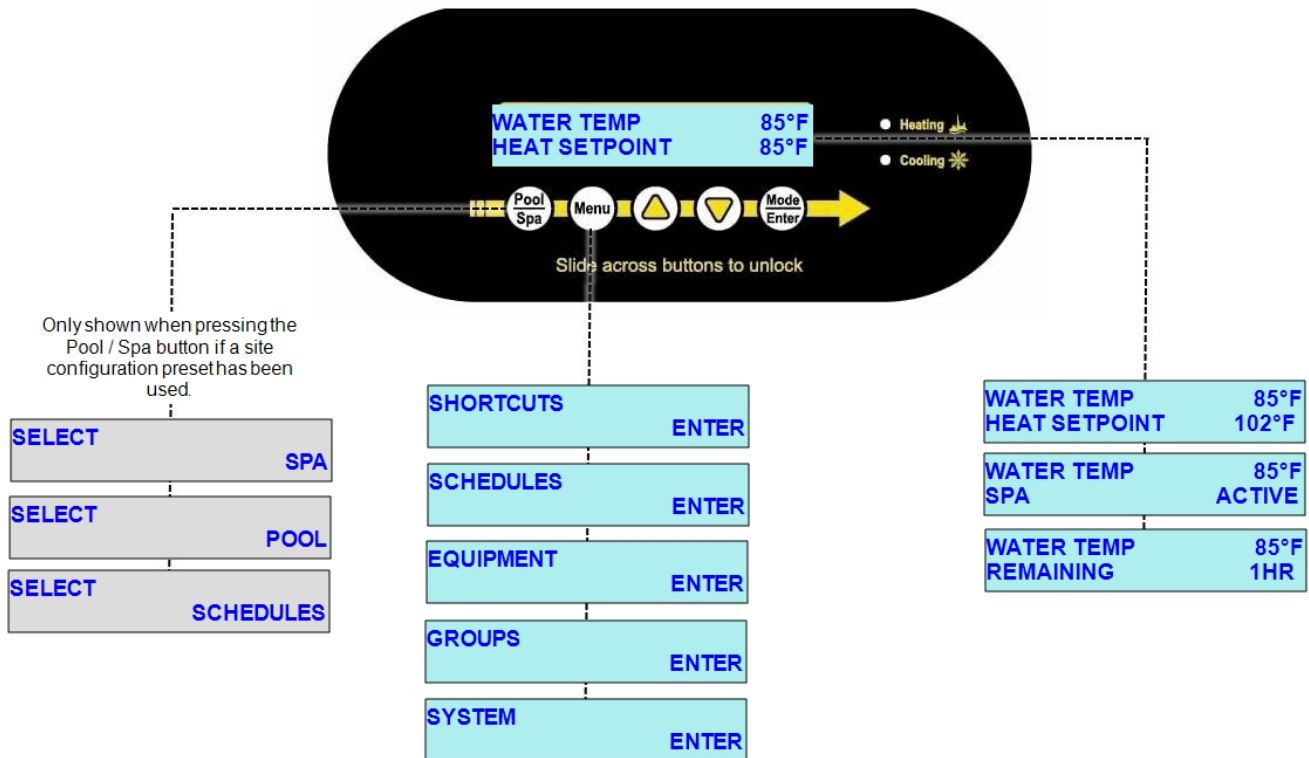 WATER TEMP 85°F
HEAT SETPOINT 85°F
Heating
Cooling
Pool
Spa
Menu
Mode
Enter
Slide across buttons to unlock
Only shown when pressing the
Pool / Spa button if a site
configuration preset has been
used.
SELECT
SPA
SELECT
POOL
SELECT
SCHEDULES
SHORTCUTS
ENTER
SCHEDULES
ENTER
EQUIPMENT
ENTER
GROUPS
ENTER
SYSTEM
ENTER
WATER TEMP 85°F
HEAT SETPOINT 102°F
WATER TEMP 85°F
SPA ACTIVE
WATER TEMP 85°F
REMAINING 1HR